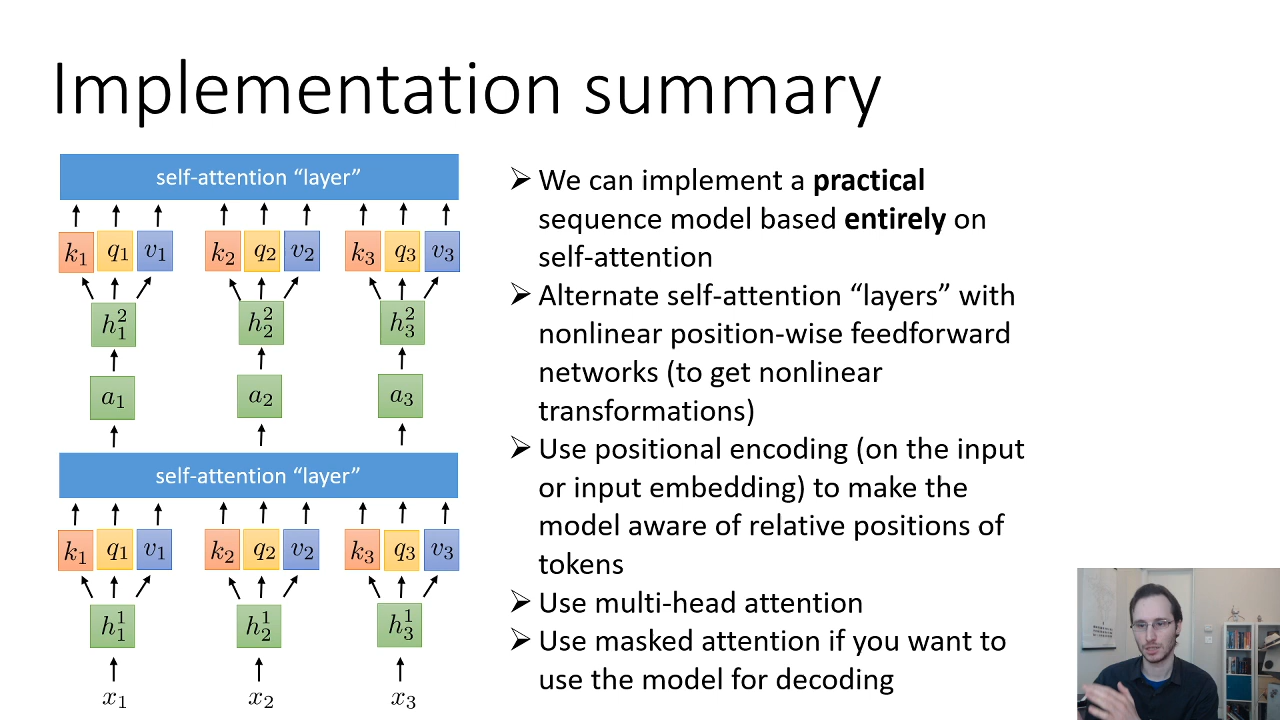 Implementation summary
self-attention “layer”
k₁ q₁ v₁ k₂ q₂ v₂ k₃ q₃ v₃
h₁² h₂² h₃²
a₁ a₂ a₃
self-attention “layer”
k₁ q₁ v₁ k₂ q₂ v₂ k₃ q₃ v₃
h₁¹ h₂¹ h₃¹
x₁ x₂ x₃
➢ We can implement a practical
sequence model based entirely on
self-attention
➢ Alternate self-attention “layers” with
nonlinear position-wise feedforward
networks (to get nonlinear
transformations)
➢ Use positional encoding (on the input
or input embedding) to make the
model aware of relative positions of
tokens
➢ Use multi-head attention
➢ Use masked attention if you want to
use the model for decoding